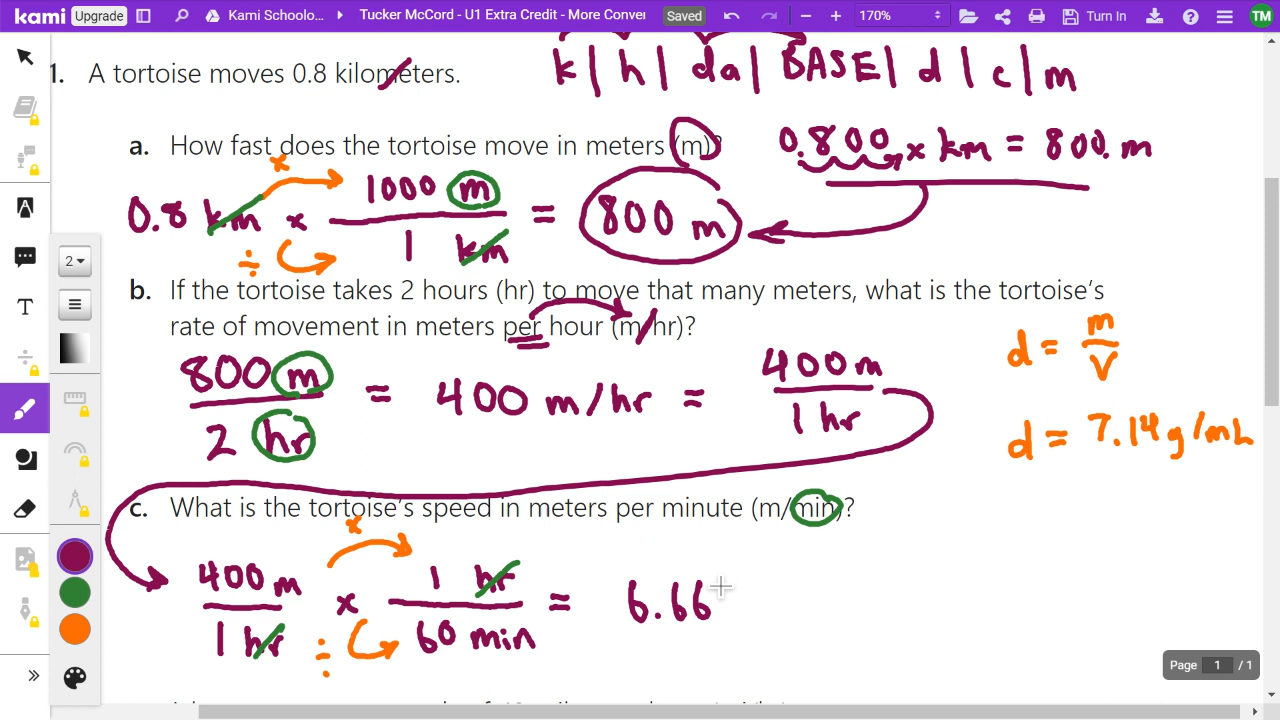 kami Upgrade Kami Schoolo... Tucker McCord - U1 Extra Credit - More Conver Saved 170% Turn In TM
k | h | da | BASE | d | c | m
1. A tortoise moves 0.8 kilometers.
a. How fast does the tortoise move in meters (m)?
0.800 x km = 800. m
0.8 km x 1000 m / 1 km = 800 m
x
÷
b. If the tortoise takes 2 hours (hr) to move that many meters, what is the tortoise's
rate of movement in meters per hour (m/hr)?
800 m / 2 hr = 400 m/hr = 400 m / 1 hr
d = m / V
d = 7.14 g/mL
c. What is the tortoise's speed in meters per minute (m/min)?
x
400 m / 1 hr x 1 hr / 60 min = 6.66
÷
2
Page 1 / 1